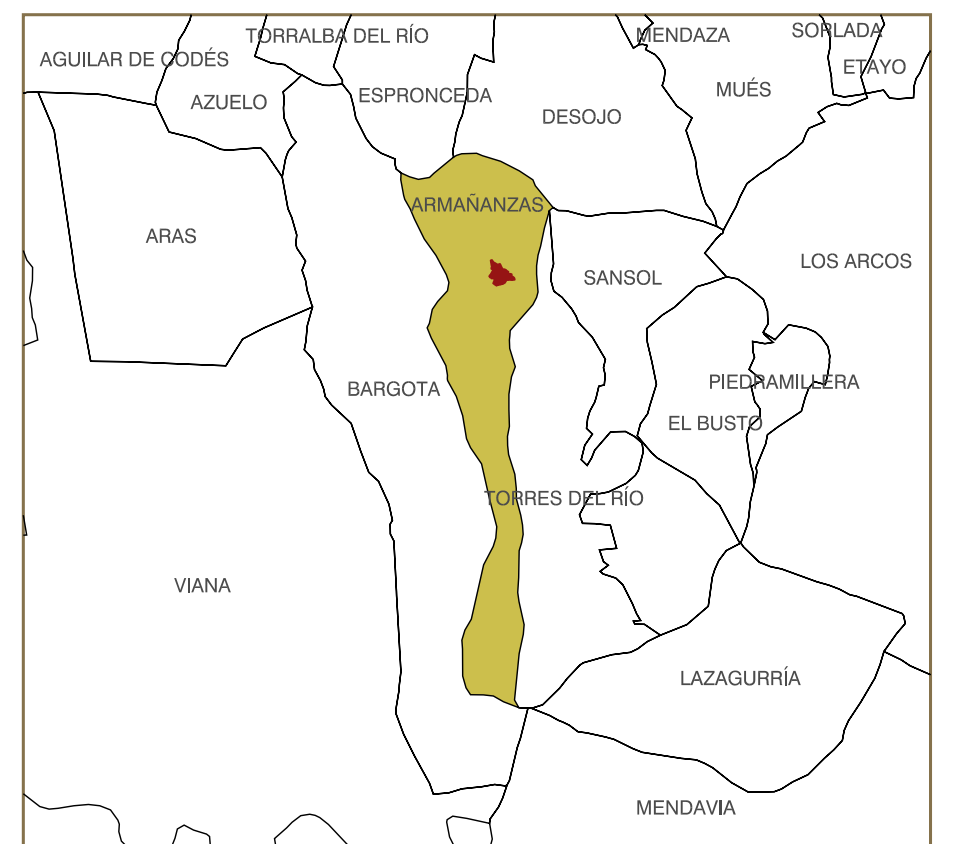 TORRALBA DEL RÍO
MENDAZA
SORLADA
AGUILAR DE CODÉS
ETAYO
AZUELO
ESPRONCEDA
MUÉS
DESOJO
ARMAÑANZAS
ARAS
LOS ARCOS
SANSOL
BARGOTA
PIEDRAMILLERA
EL BUSTO
TORRES DEL RÍO
VIANA
LAZAGURRÍA
MENDAVIA